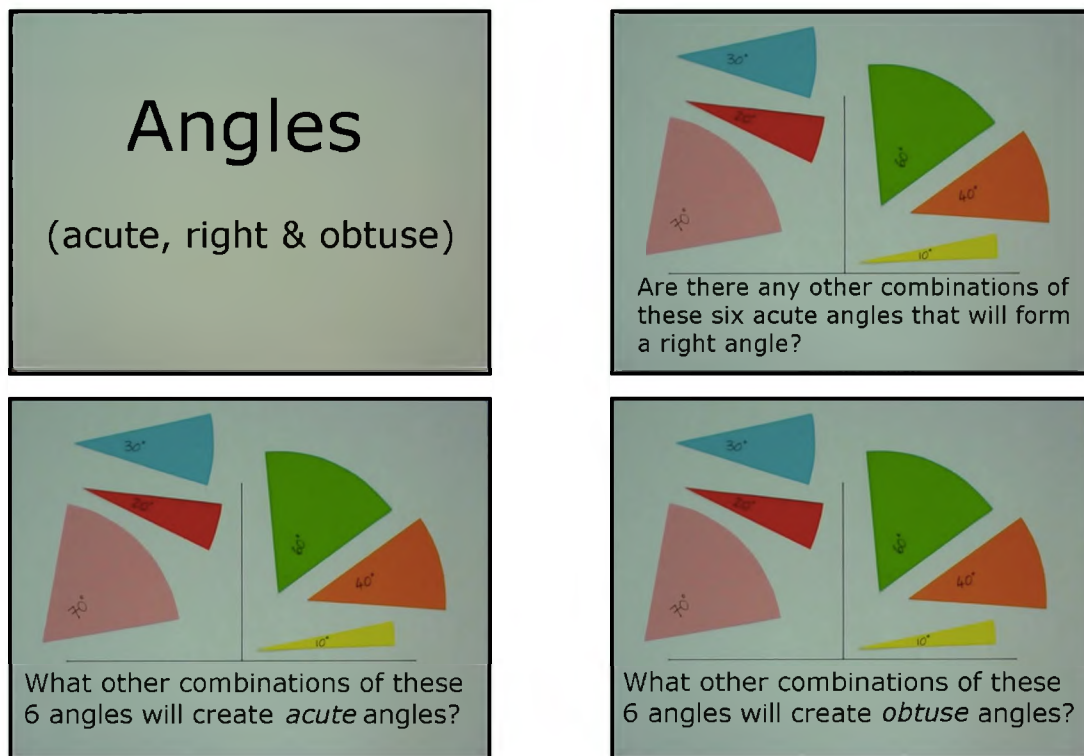 Angles
(acute, right & obtuse)
30°
20°
70°
60°
40°
10°
Are there any other combinations of
these six acute angles that will form
a right angle?
30°
20°
70°
60°
40°
10°
What other combinations of these
6 angles will create acute angles?
30°
20°
70°
60°
40°
10°
What other combinations of these
6 angles will create obtuse angles?